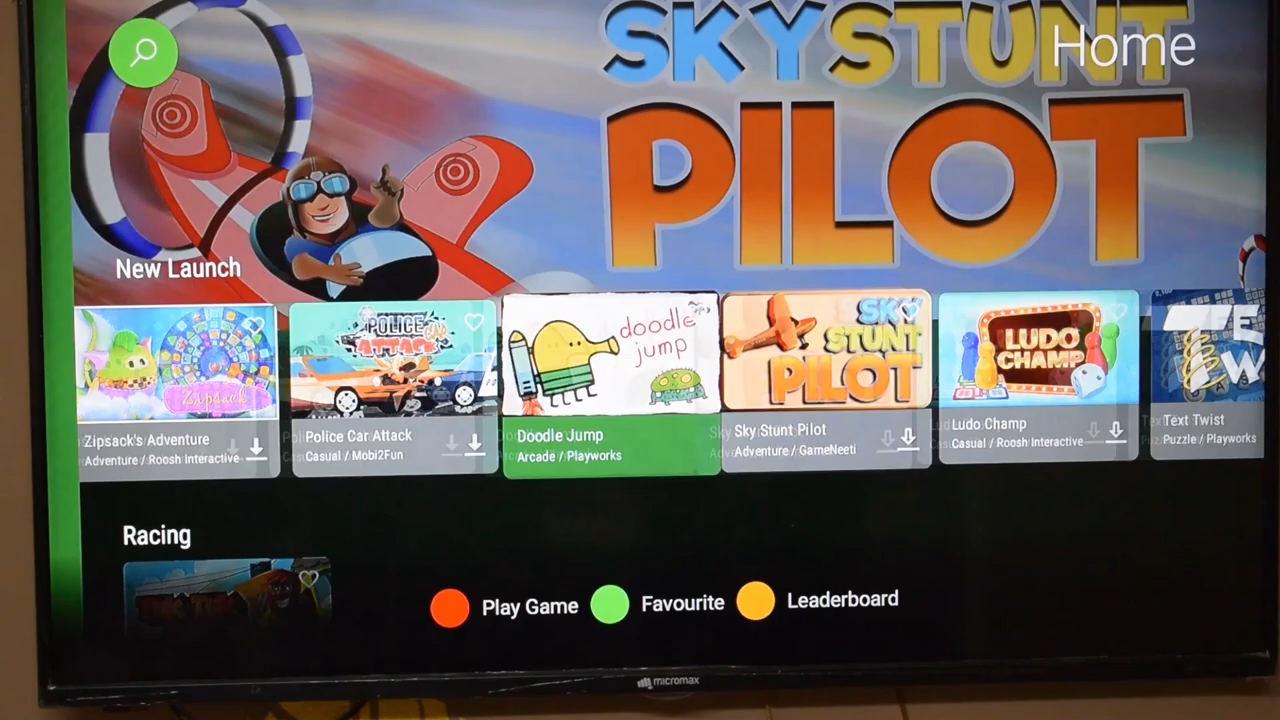 SKY STUNT
Home
PILOT
New Launch
Zipsack
POLICE CAR
ATTACK
doodle
jump
SKY
STUNT
PILOT
LUDO
CHAMP
Zipsack's Adventure
Adventure / Roosh Interactive
Police Car Attack
Casual / Mobi2Fun
Doodle Jump
Arcade / Playworks
Sky Stunt Pilot
Adventure / GameNeeti
Ludo Champ
Casual / Roosh Interactive
Text Twist
Puzzle / Playworks
Racing
Play Game
Favourite
Leaderboard
micromax